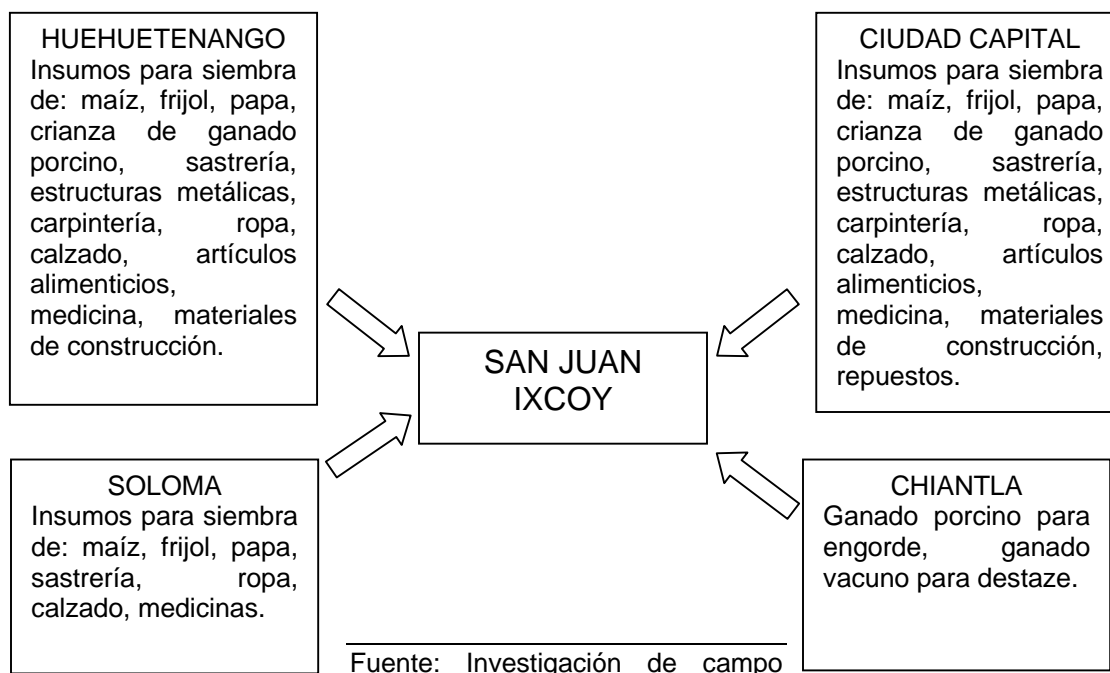 HUEHUETENANGO
Insumos para siembra
de: maíz, frijol, papa,
crianza de ganado
porcino, sastrería,
estructuras metálicas,
carpintería, ropa,
calzado, artículos
alimenticios,
medicina, materiales
de construcción.
CIUDAD CAPITAL
Insumos para siembra
de: maíz, frijol, papa,
crianza de ganado
porcino, sastrería,
estructuras metálicas,
carpintería, ropa,
calzado, artículos
alimenticios,
medicina, materiales
de construcción,
repuestos.
SAN JUAN
IXCOY
SOLOMA
Insumos para siembra
de: maíz, frijol, papa,
sastrería, ropa,
calzado, medicinas.
CHIANTLA
Ganado porcino para
engorde, ganado
vacuno para destaze.
Fuente: Investigación de campo